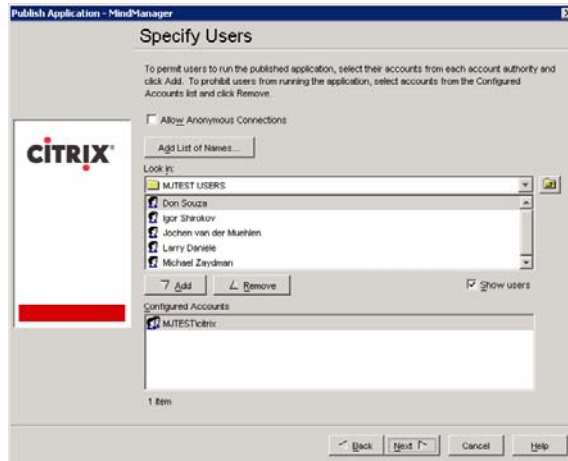 Publish Application - MindManager
Specify Users
To permit users to run the published application, select their accounts from each account authority and
click Add. To prohibit users from running the application, select accounts from the Configured
Accounts list and click Remove.
Allow Anonymous Connections
CİTRIX®
Add List of Names...
Look in:
MJTEST USERS
Don Souza
Igor Shirokov
Jochen van der Muehlen
Larry Daniele
Michael Zaydman
Add
Remove
Show users
Configured Accounts
MJTEST\citrix
1 Item
Back
Next
Cancel
Help